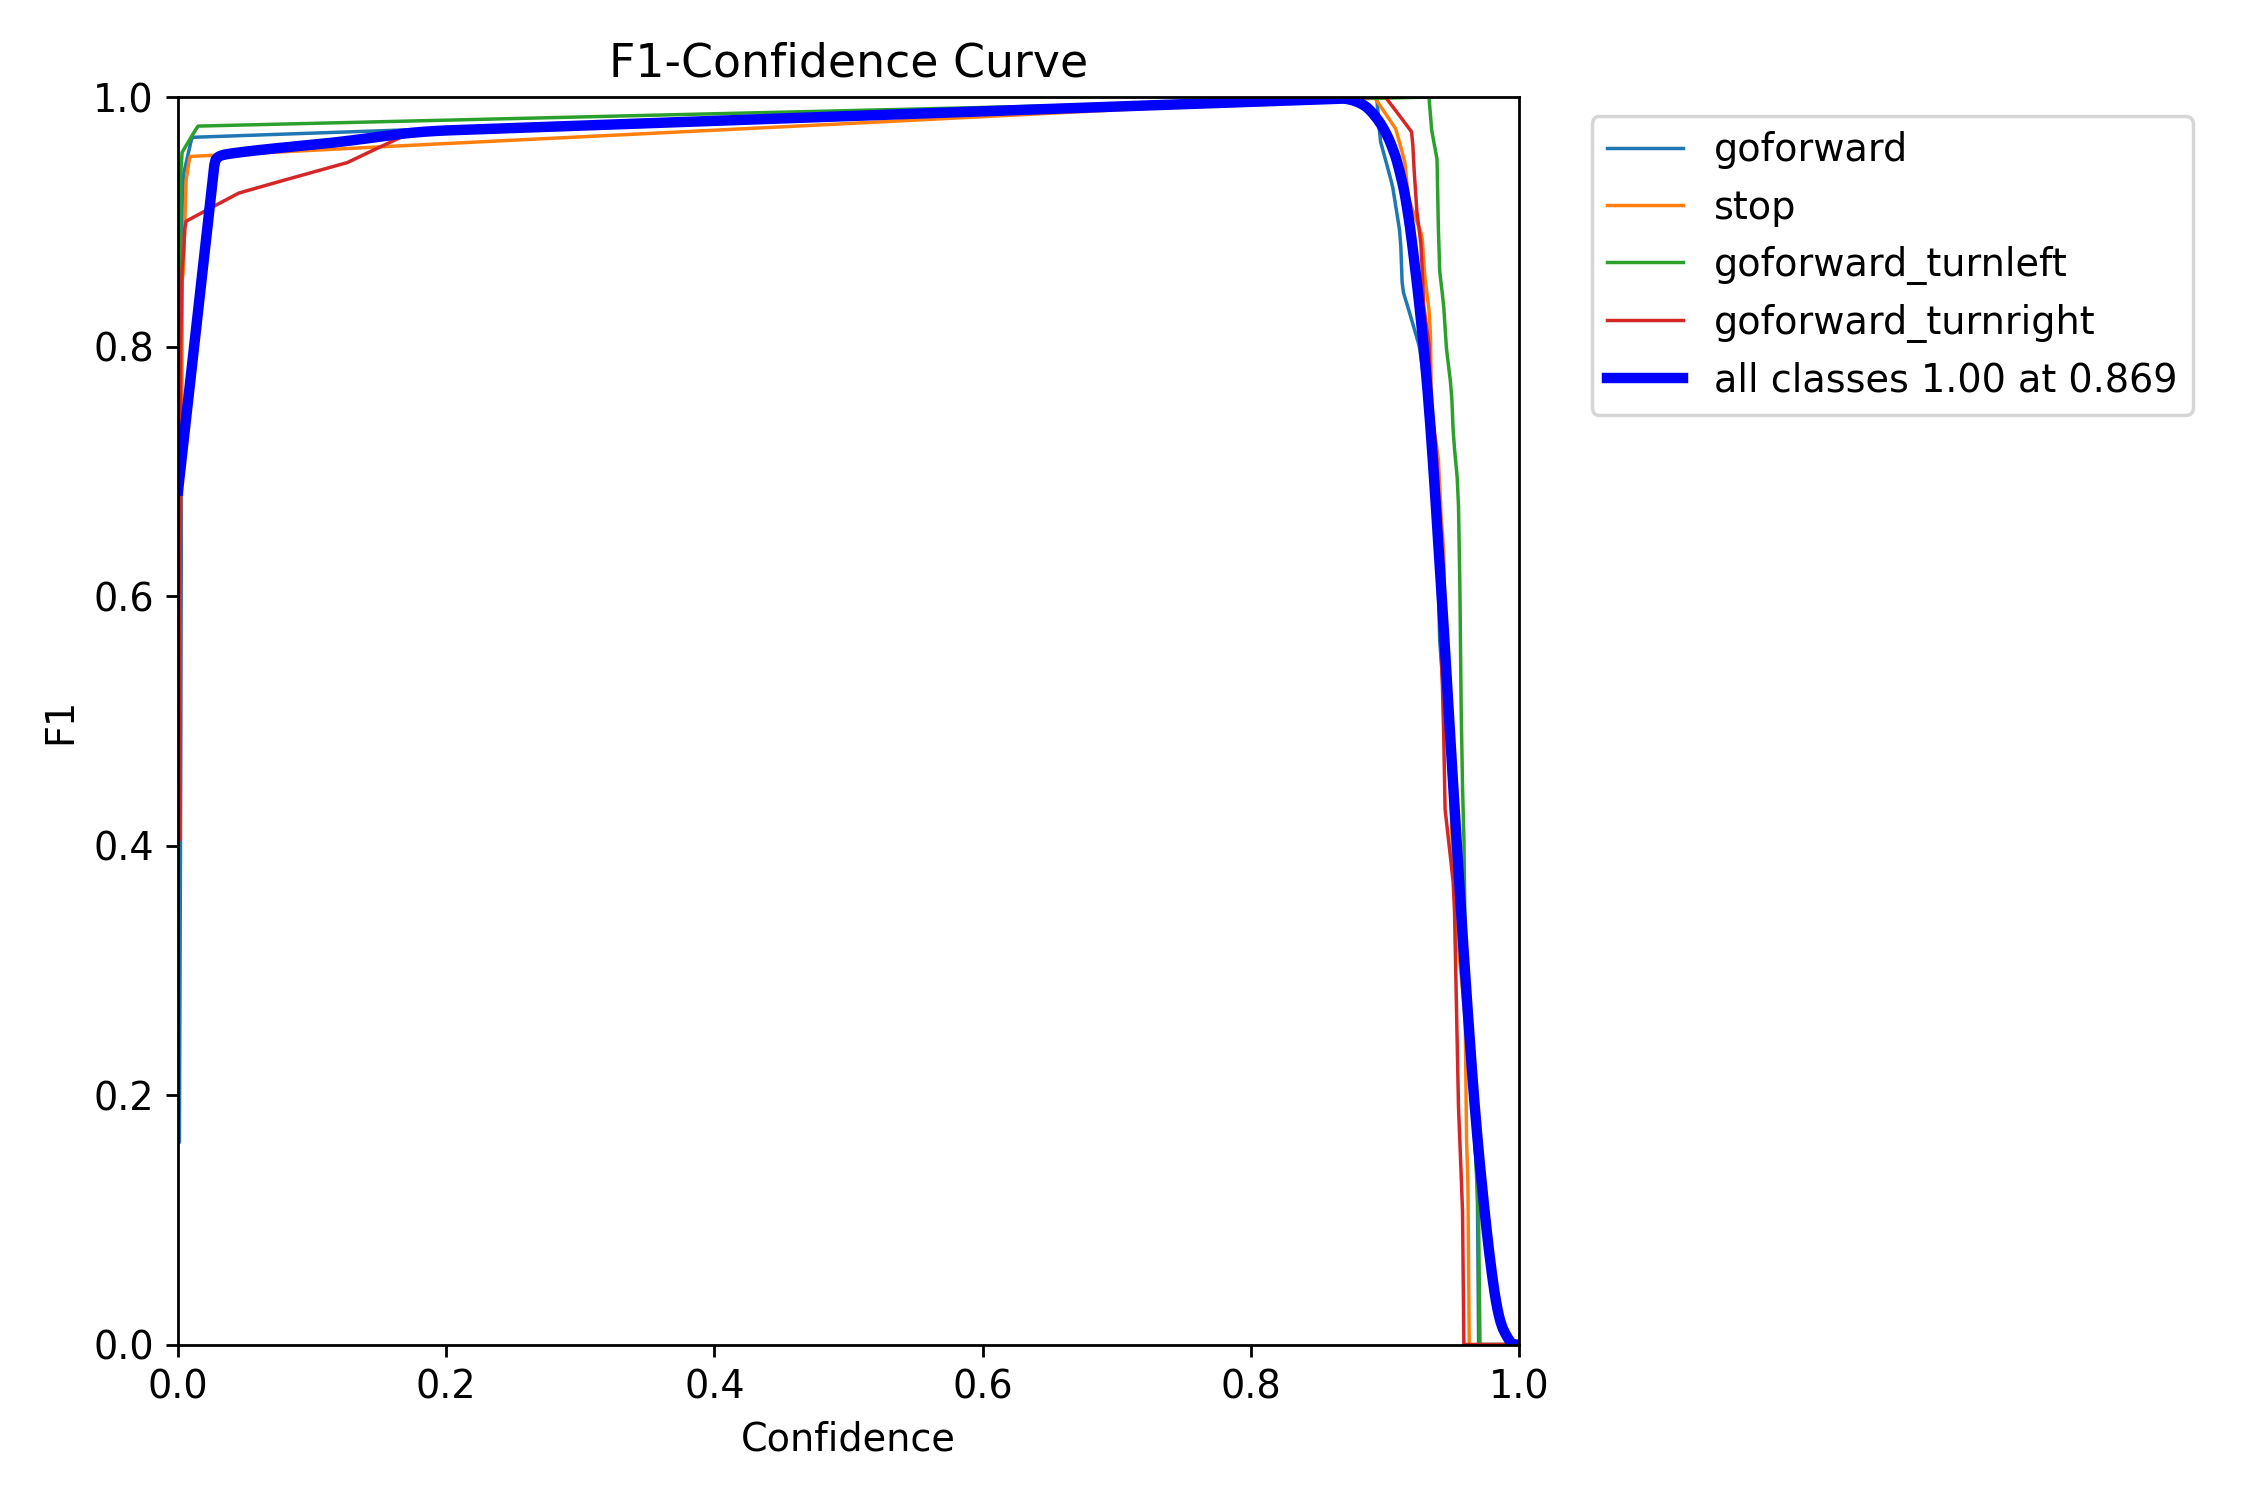 F1-Confidence Curve
1.0
0.8
0.6
0.4
0.2
0.0
F1
0.0 0.2 0.4 0.6 0.8 1.0
Confidence
goforward
stop
goforward_turnleft
goforward_turnright
all classes 1.00 at 0.869